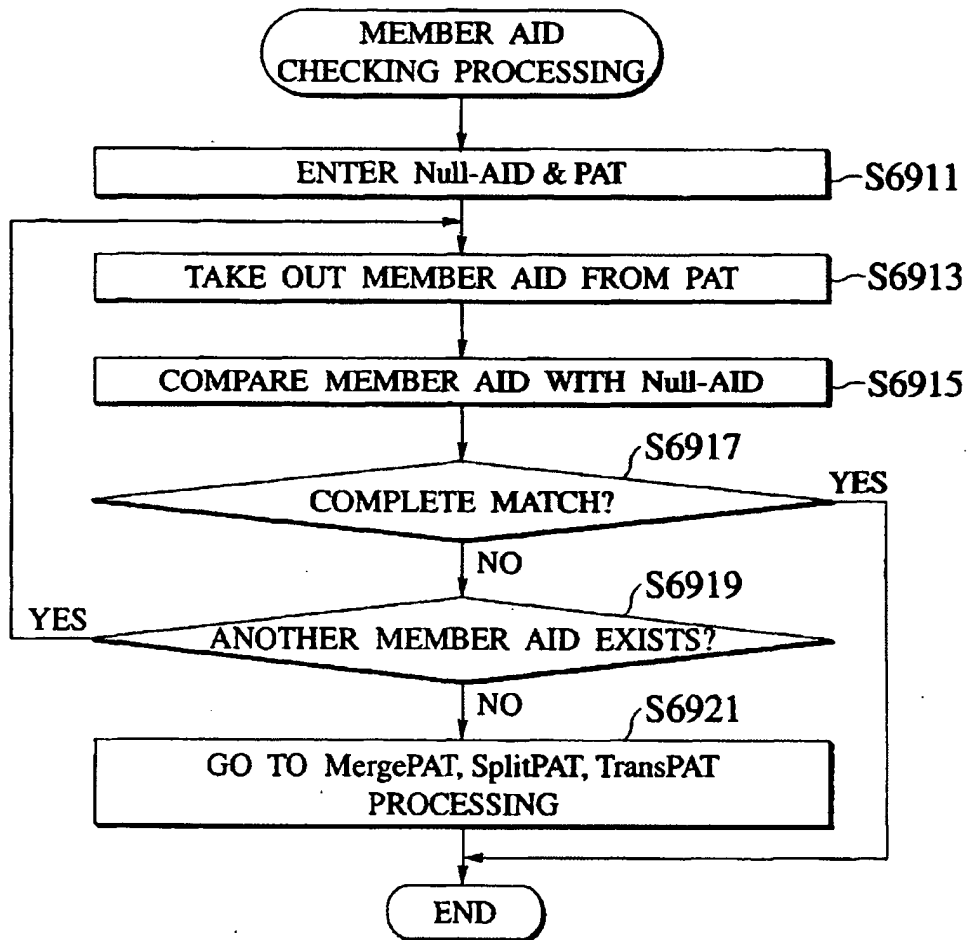 MEMBER AID
CHECKING PROCESSING
ENTER Null-AID & PAT
S6911
TAKE OUT MEMBER AID FROM PAT
S6913
COMPARE MEMBER AID WITH Null-AID
S6915
S6917
COMPLETE MATCH?
YES
NO
S6919
YES
ANOTHER MEMBER AID EXISTS?
NO
S6921
GO TO MergePAT, SplitPAT, TransPAT
PROCESSING
END